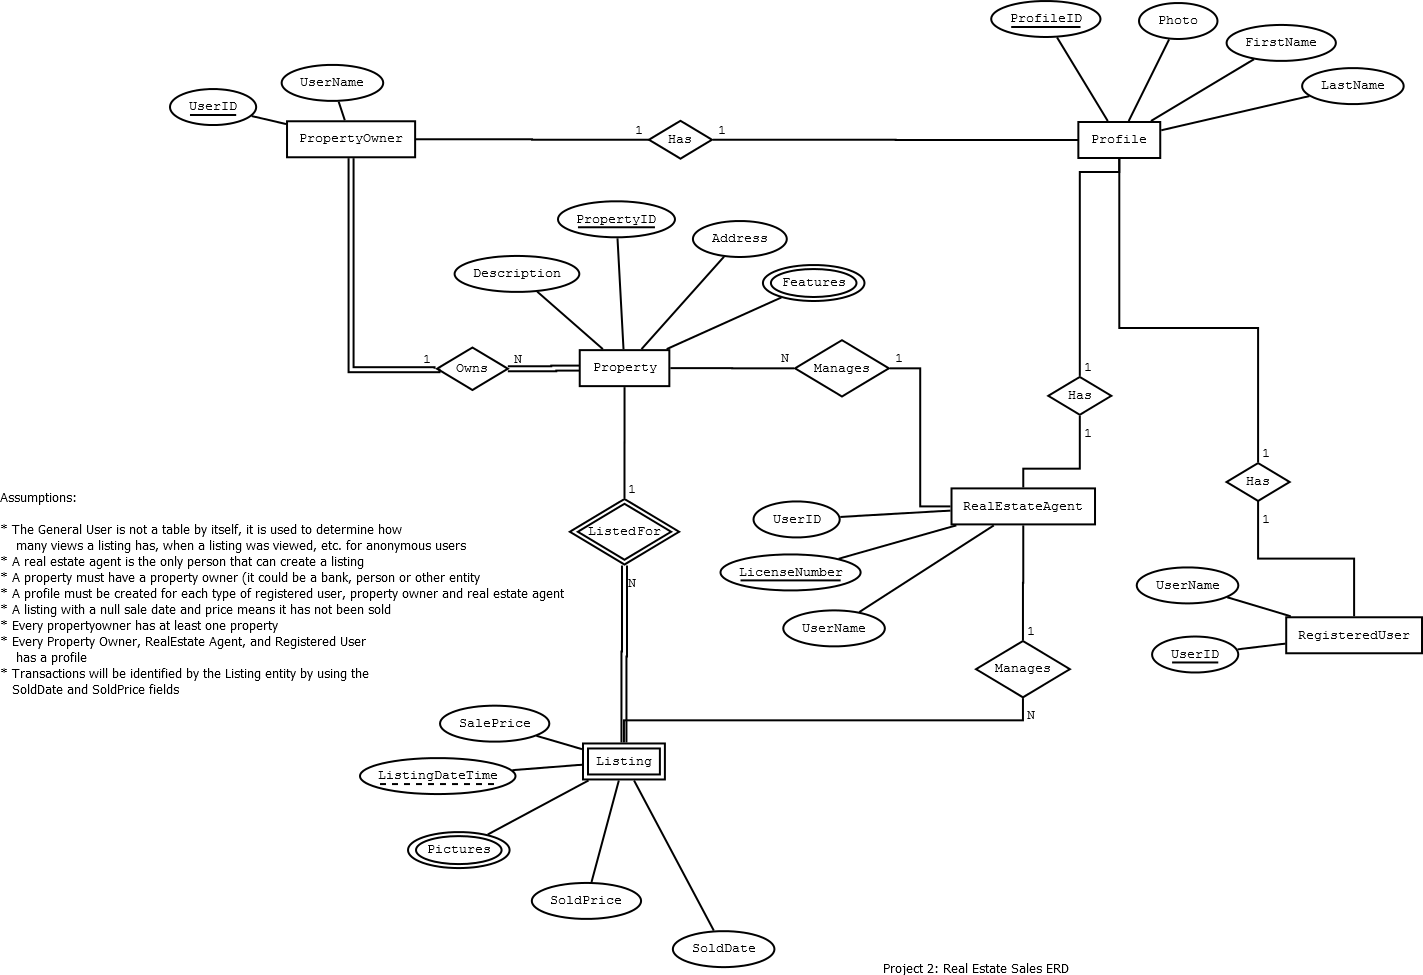 ProfileID
Photo
FirstName
LastName
UserName
UserID
PropertyOwner
1
Has
1
Profile
PropertyID
Address
Description
Features
1
Owns
N
Property
N
Manages
1
1
Has
1
1
Has
1
1
ListedFor
N
RealEstateAgent
UserID
LicenseNumber
UserName
UserName
RegisteredUser
UserID
1
Manages
N
Assumptions:
* The General User is not a table by itself, it is used to determine how
many views a listing has, when a listing was viewed, etc. for anonymous users
* A real estate agent is the only person that can create a listing
* A property must have a property owner (it could be a bank, person or other entity
* A profile must be created for each type of registered user, property owner and real estate agent
* A listing with a null sale date and price means it has not been sold
* Every propertyowner has at least one property
* Every Property Owner, RealEstate Agent, and Registered User
has a profile
* Transactions will be identified by the Listing entity by using the
SoldDate and SoldPrice fields
SalePrice
Listing
ListingDateTime
Pictures
SoldPrice
SoldDate
Project 2: Real Estate Sales ERD